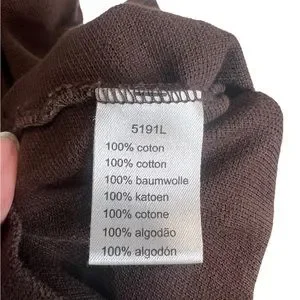 5191L
100% coton
100% cotton
100% baumwolle
100% katoen
100% cotone
100% algodão
100% algodón